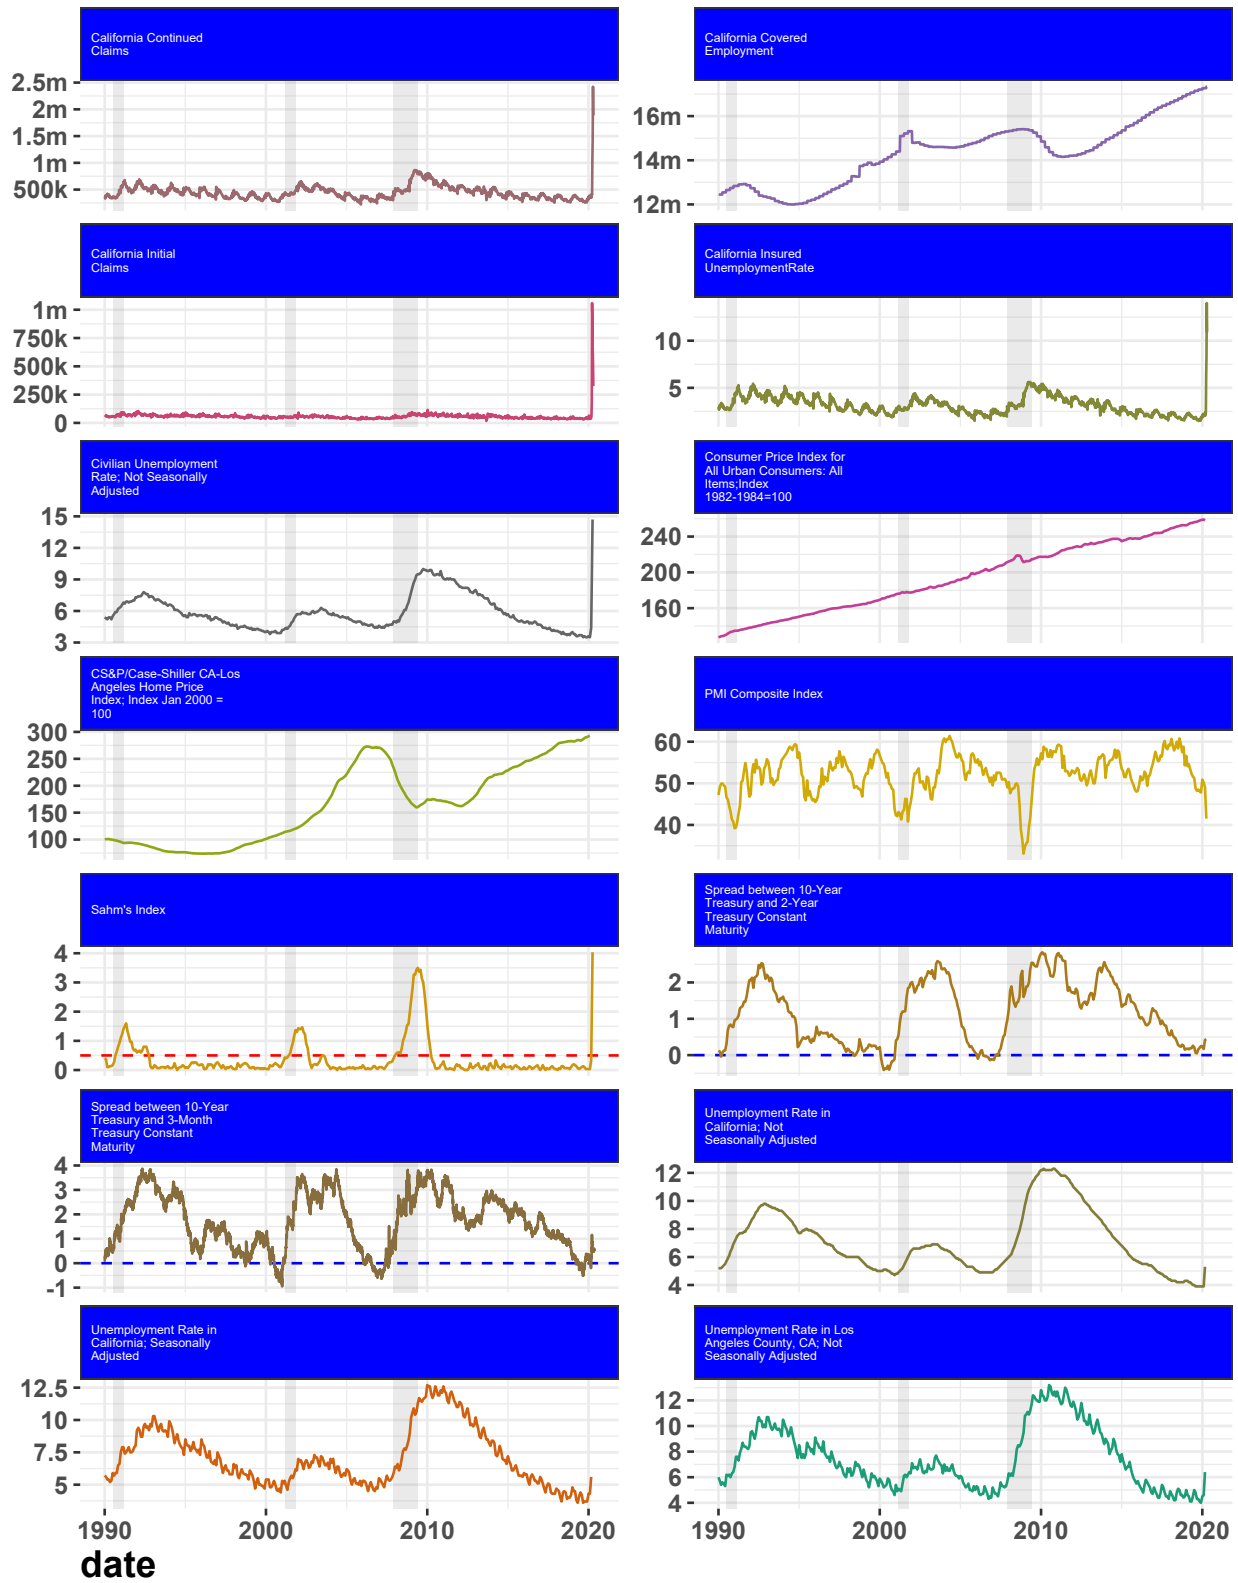 California Continued
Claims
2.5m
2m
1.5m
1m
500k
California Covered
Employment
16m
14m
12m
California Initial
Claims
1m
750k
500k
250k
0
California Insured
UnemploymentRate
10
5
Civilian Unemployment
Rate; Not Seasonally
Adjusted
15
12
9
6
3
Consumer Price Index for
All Urban Consumers: All
Items;Index
1982-1984=100
240
200
160
CS&P/Case-Shiller CA-Los
Angeles Home Price
Index; Index Jan 2000 =
100
300
250
200
150
100
PMI Composite Index
60
50
40
Sahm's Index
4
3
2
1
0
Spread between 10-Year
Treasury and 2-Year
Treasury Constant
Maturity
2
1
0
Spread between 10-Year
Treasury and 3-Month
Treasury Constant
Maturity
4
3
2
1
0
-1
Unemployment Rate in
California; Not
Seasonally Adjusted
12
10
8
6
4
Unemployment Rate in
California; Seasonally
Adjusted
12.5
10
7.5
5
1990 2000 2010 2020
Unemployment Rate in Los
Angeles County, CA; Not
Seasonally Adjusted
12
10
8
6
4
1990 2000 2010 2020
date